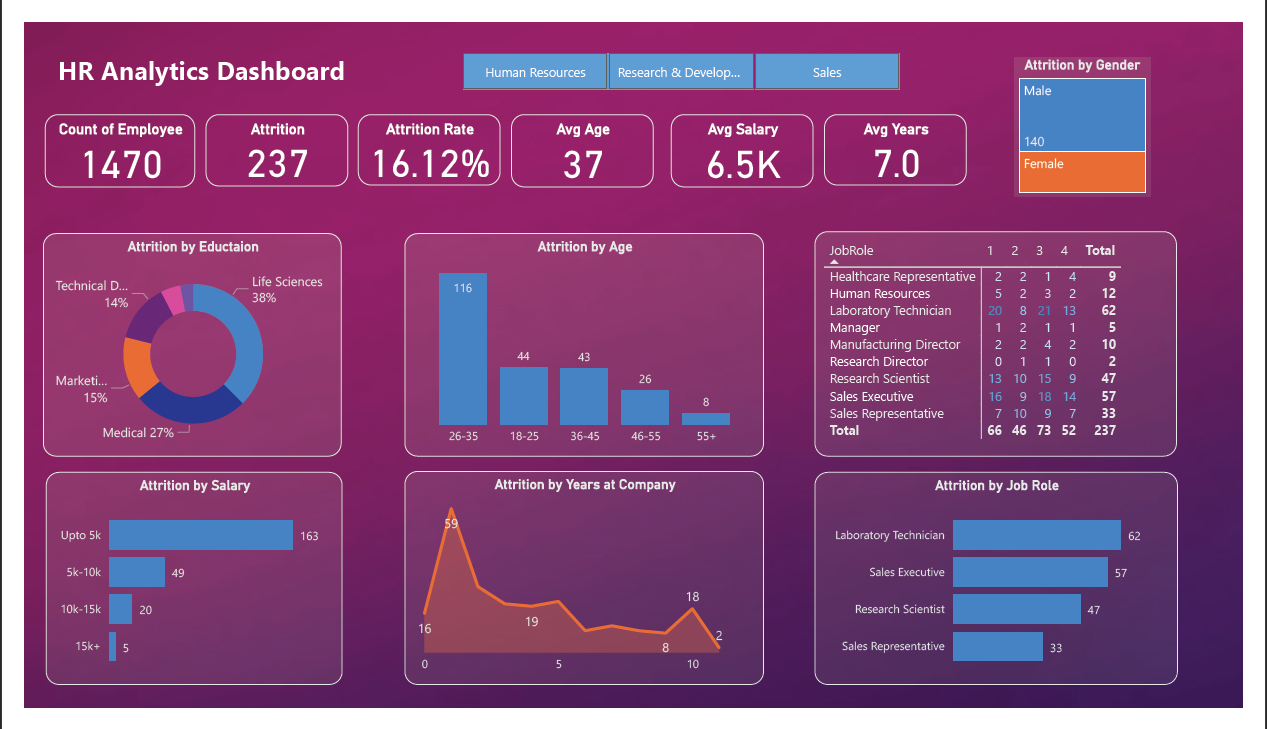 HR Analytics Dashboard
Human Resources
Research & Develop...
Sales
Attrition by Gender
Male
140
Female
Count of Employee
1470
Attrition
237
Attrition Rate
16.12%
Avg Age
37
Avg Salary
6.5K
Avg Years
7.0
Attrition by Eductaion
Life Sciences
38%
Technical D...
14%
Marketi...
15%
Medical 27%
Attrition by Age
116
44
43
26
8
26-35 18-25 36-45 46-55 55+
JobRole 1 2 3 4 Total
Healthcare Representative 2 2 1 4 9
Human Resources 5 2 3 2 12
Laboratory Technician 20 8 21 13 62
Manager 1 2 1 1 5
Manufacturing Director 2 2 4 2 10
Research Director 0 1 1 0 2
Research Scientist 13 10 15 9 47
Sales Executive 16 9 18 14 57
Sales Representative 7 10 9 7 33
Total 66 46 73 52 237
Attrition by Salary
Upto 5k 163
5k-10k 49
10k-15k 20
15k+ 5
Attrition by Years at Company
59
16
19
18
8
2
0 5 10
Attrition by Job Role
Laboratory Technician 62
Sales Executive 57
Research Scientist 47
Sales Representative 33